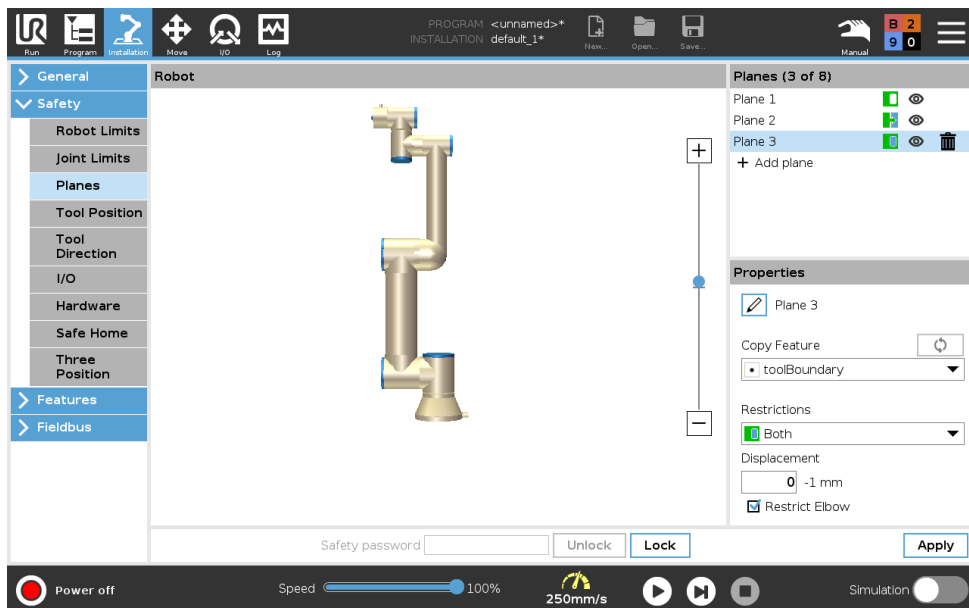 PROGRAM <unnamed>*
INSTALLATION default_1*
Run
Program
Installation
Move
I/O
Log
New...
Open...
Save...
Manual
B 2
9 0
General
Safety
Robot Limits
Joint Limits
Planes
Tool Position
Tool
Direction
I/O
Hardware
Safe Home
Three
Position
Features
Fieldbus
Robot
Planes (3 of 8)
Plane 1
Plane 2
Plane 3
+ Add plane
Properties
Plane 3
Copy Feature
toolBoundary
Restrictions
Both
Displacement
0 -1 mm
Restrict Elbow
Safety password
Unlock
Lock
Apply
Power off
Speed
100%
250mm/s
Simulation